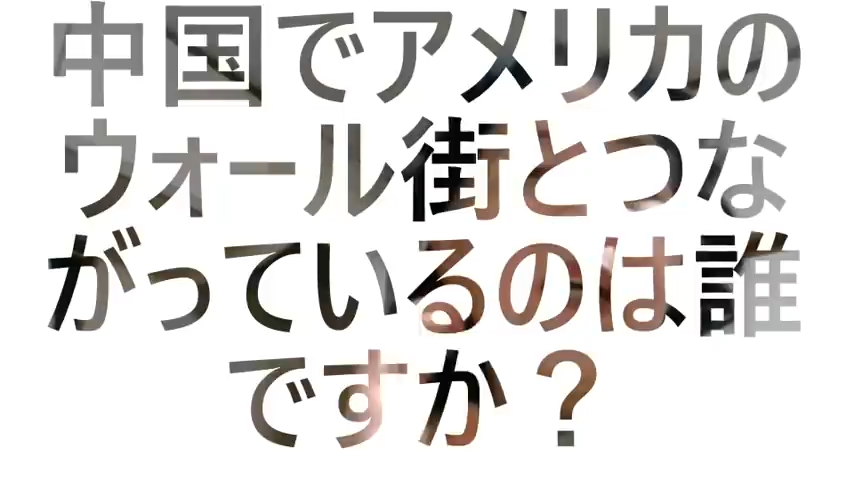 中国でアメリカの
ウォール街とつな
がっているのは誰
ですか？